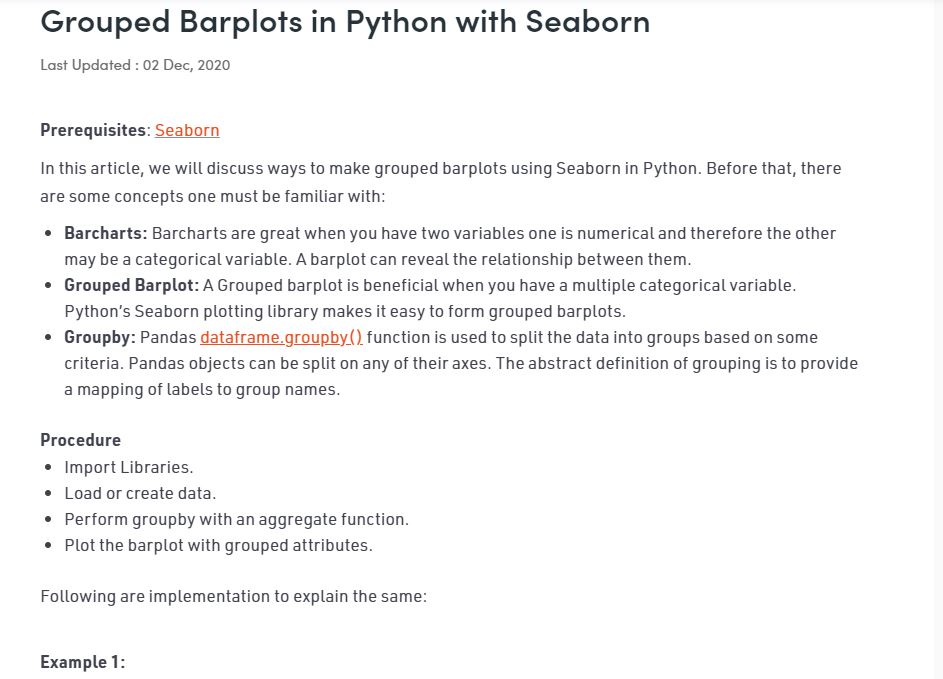 Grouped Barplots in Python with Seaborn
Last Updated : 02 Dec, 2020
Prerequisites: Seaborn
In this article, we will discuss ways to make grouped barplots using Seaborn in Python. Before that, there
are some concepts one must be familiar with:
• Barcharts: Barcharts are great when you have two variables one is numerical and therefore the other
may be a categorical variable. A barplot can reveal the relationship between them.
• Grouped Barplot: A Grouped barplot is beneficial when you have a multiple categorical variable.
Python’s Seaborn plotting library makes it easy to form grouped barplots.
• Groupby: Pandas dataframe.groupby() function is used to split the data into groups based on some
criteria. Pandas objects can be split on any of their axes. The abstract definition of grouping is to provide
a mapping of labels to group names.
Procedure
• Import Libraries.
• Load or create data.
• Perform groupby with an aggregate function.
• Plot the barplot with grouped attributes.
Following are implementation to explain the same:
Example 1: